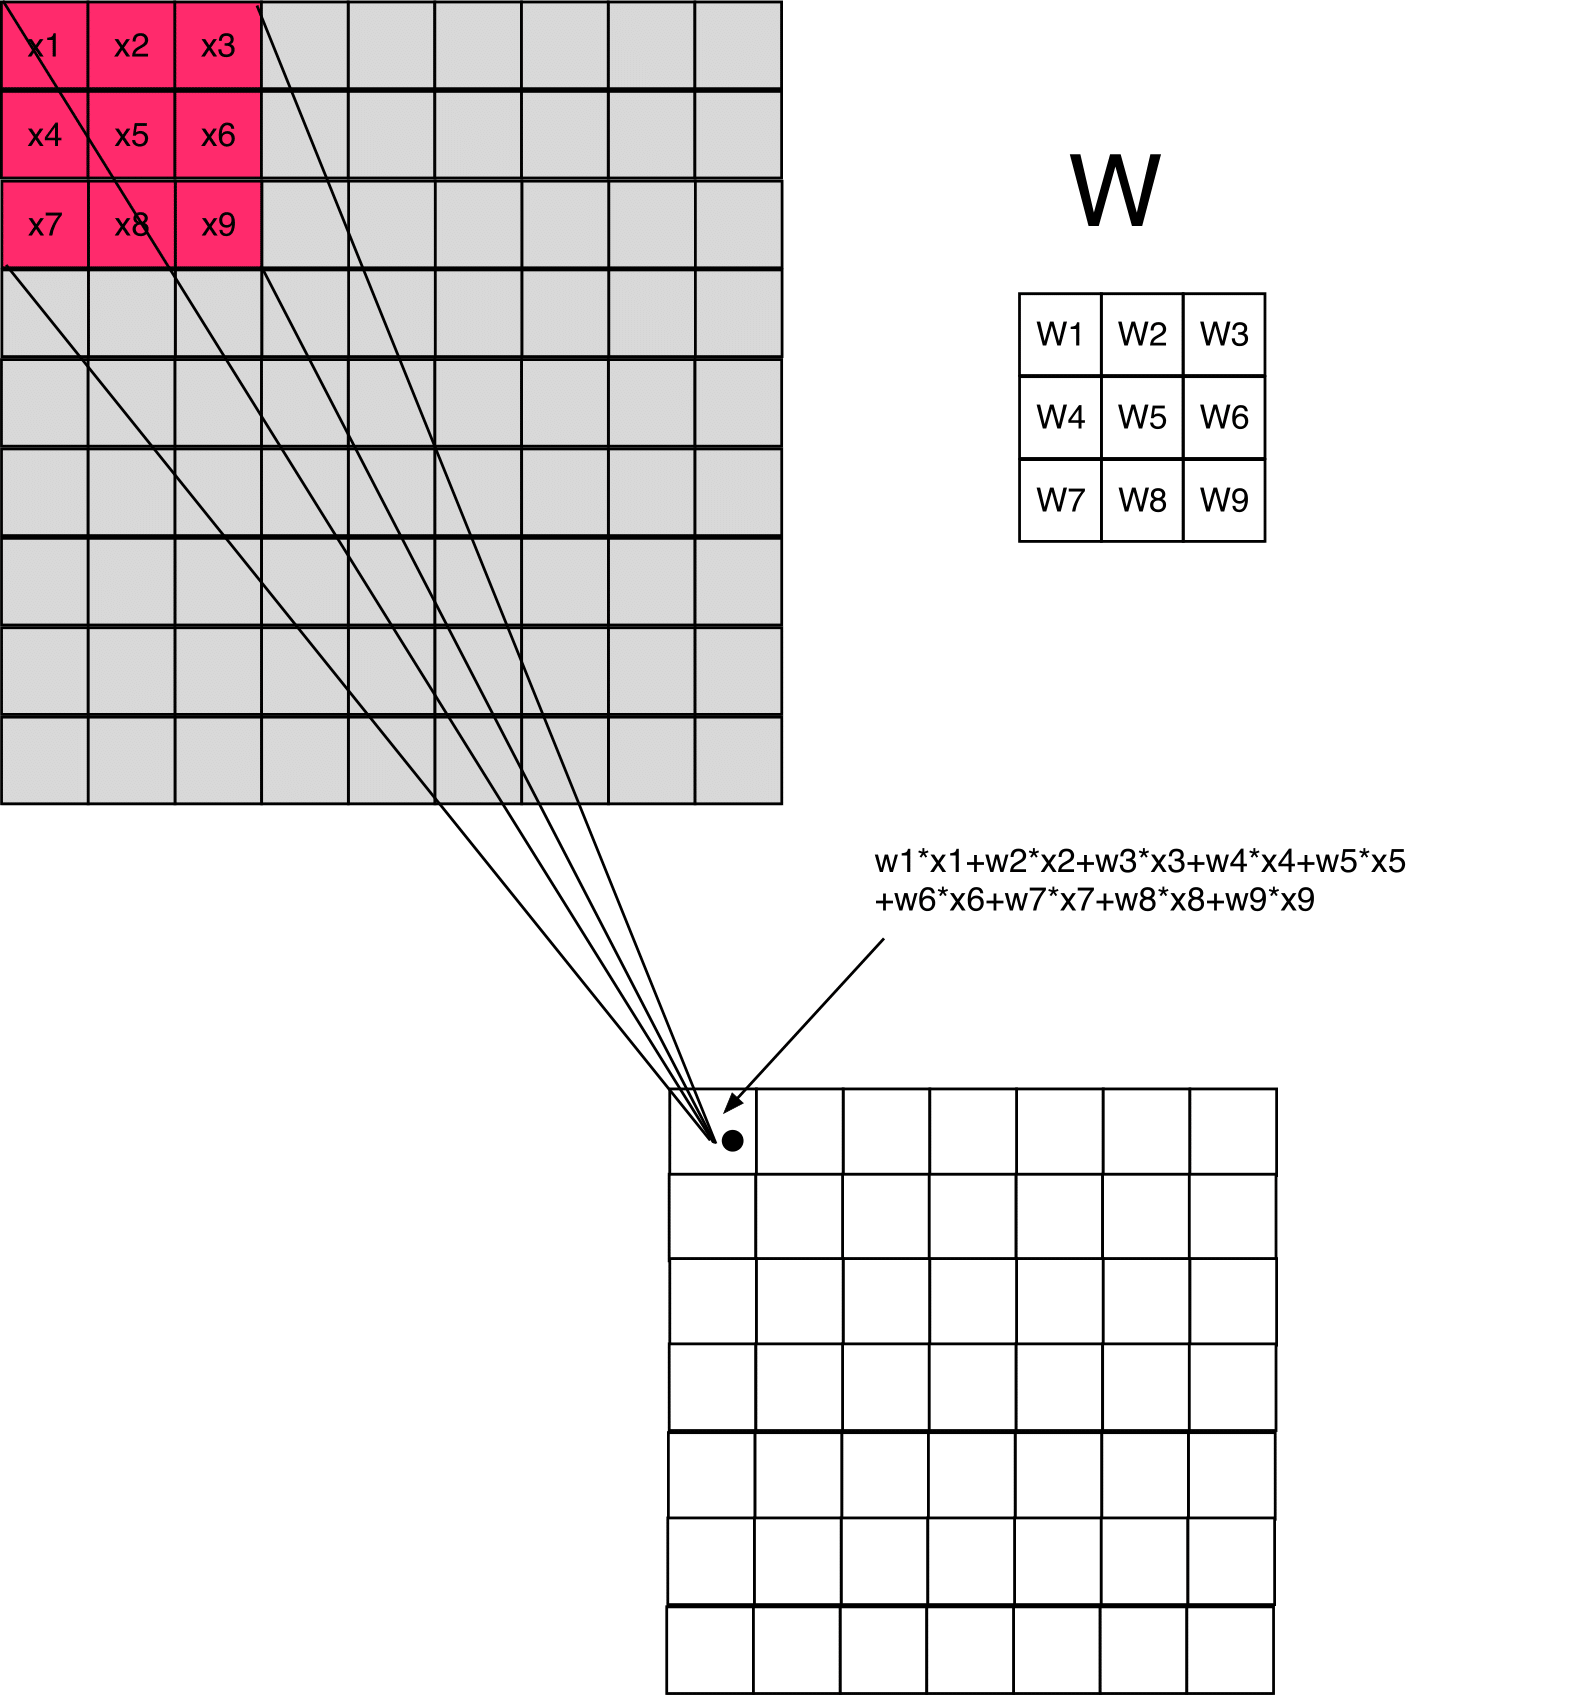 x1 x2 x3
x4 x5 x6
x7 x8 x9
W
W1 W2 W3
W4 W5 W6
W7 W8 W9
w1*x1+w2*x2+w3*x3+w4*x4+w5*x5
+w6*x6+w7*x7+w8*x8+w9*x9